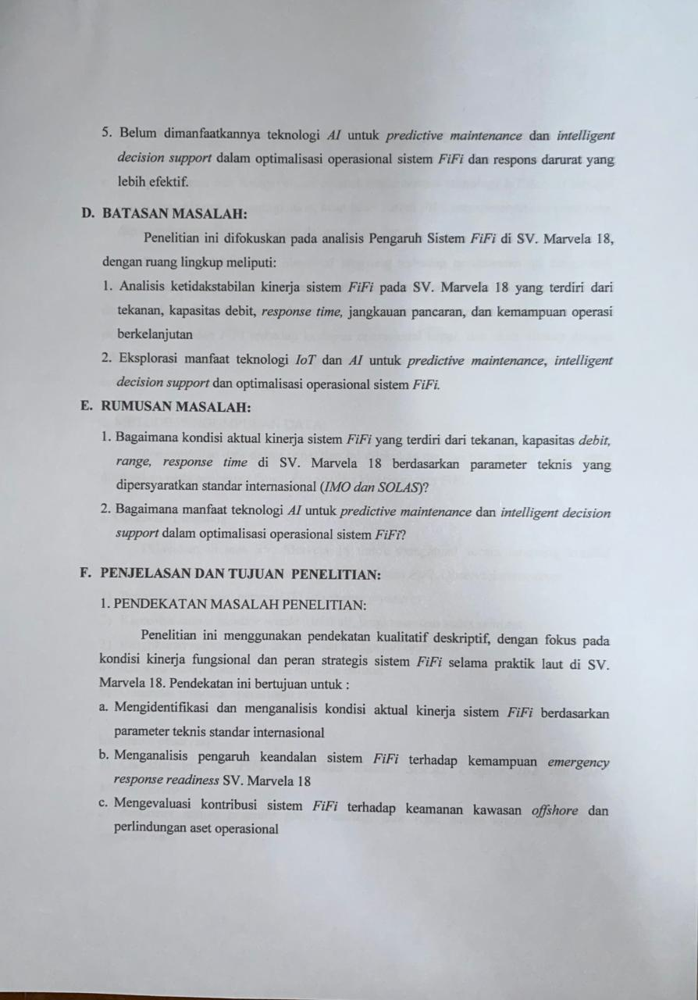 5. Belum dimanfaatkannya teknologi AI untuk predictive maintenance dan intelligent
decision support dalam optimalisasi operasional sistem FiFi dan respons darurat yang
lebih efektif.
D. BATASAN MASALAH:
Penelitian ini difokuskan pada analisis Pengaruh Sistem FiFi di SV. Marvela 18,
dengan ruang lingkup meliputi:
1. Analisis ketidakstabilan kinerja sistem FiFi pada SV. Marvela 18 yang terdiri dari
tekanan, kapasitas debit, response time, jangkauan pancaran, dan kemampuan operasi
berkelanjutan
2. Eksplorasi manfaat teknologi IoT dan AI untuk predictive maintenance, intelligent
decision support dan optimalisasi operasional sistem FiFi.
E. RUMUSAN MASALAH:
1. Bagaimana kondisi aktual kinerja sistem FiFi yang terdiri dari tekanan, kapasitas debit,
range, response time di SV. Marvela 18 berdasarkan parameter teknis yang
dipersyaratkan standar internasional (IMO dan SOLAS)?
2. Bagaimana manfaat teknologi AI untuk predictive maintenance dan intelligent decision
support dalam optimalisasi operasional sistem FiFi?
F. PENJELASAN DAN TUJUAN PENELITIAN:
1. PENDEKATAN MASALAH PENELITIAN:
Penelitian ini menggunakan pendekatan kualitatif deskriptif, dengan fokus pada
kondisi kinerja fungsional dan peran strategis sistem FiFi selama praktik laut di SV.
Marvela 18. Pendekatan ini bertujuan untuk :
a. Mengidentifikasi dan menganalisis kondisi aktual kinerja sistem FiFi berdasarkan
parameter teknis standar internasional
b. Menganalisis pengaruh keandalan sistem FiFi terhadap kemampuan emergency
response readiness SV. Marvela 18
c. Mengevaluasi kontribusi sistem FiFi terhadap keamanan kawasan offshore dan
perlindungan aset operasional